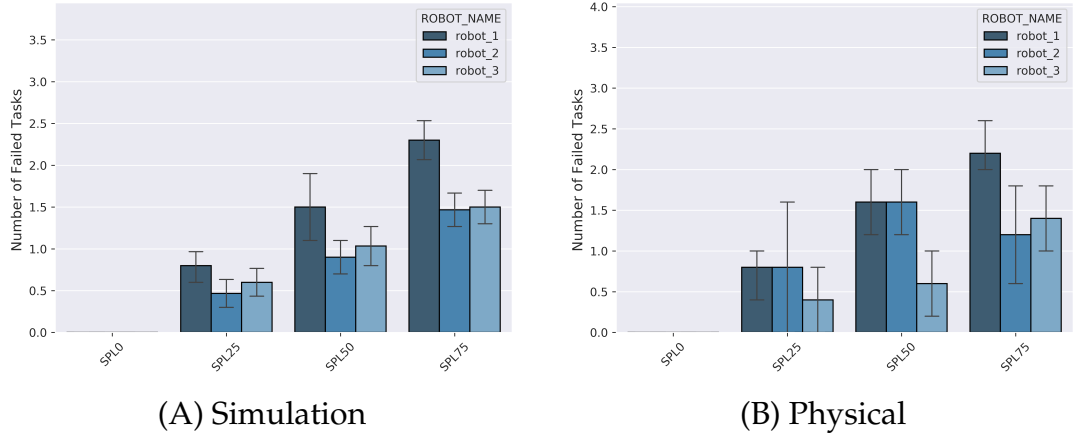 Number of Failed Tasks
3.5
3.0
2.5
2.0
1.5
1.0
0.5
0.0
ROBOT_NAME
robot_1
robot_2
robot_3
SPL0
SPL25
SPL50
SPL75
(A) Simulation
Number of Failed Tasks
4.0
3.5
3.0
2.5
2.0
1.5
1.0
0.5
0.0
ROBOT_NAME
robot_1
robot_2
robot_3
SPL0
SPL25
SPL50
SPL75
(B) Physical